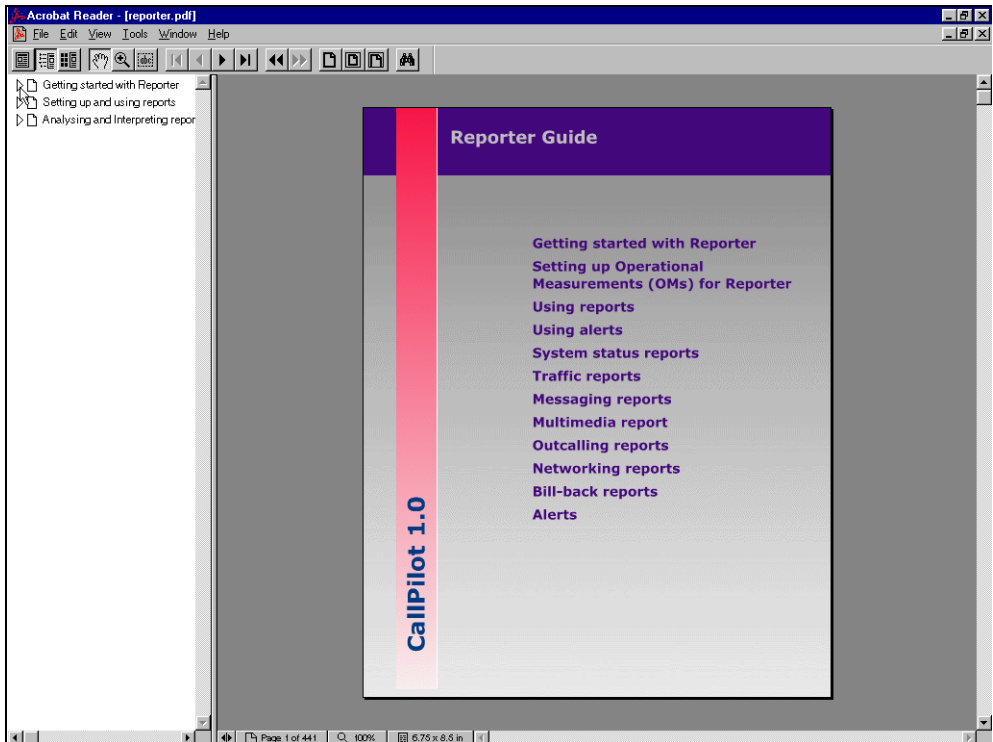 Acrobat Reader - [reporter.pdf]
File Edit View Tools Window Help
abc
Getting started with Reporter
Setting up and using reports
Analysing and Interpreting repor
Reporter Guide
Getting started with Reporter
Setting up Operational
Measurements (OMs) for Reporter
Using reports
Using alerts
System status reports
Traffic reports
Messaging reports
Multimedia report
Outcalling reports
Networking reports
Bill-back reports
Alerts
CallPilot 1.0
Page 1 of 441 100% 6.75 x 8.5 in